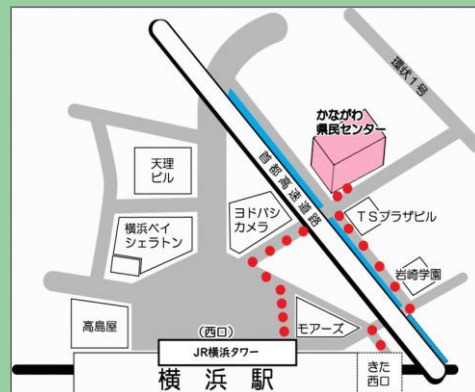 環状1号
かながわ
県民センター
首都高速道路
天理
ビル
ヨドバシ
カメラ
TSプラザビル
横浜ベイ
シェラトン
岩崎学園
高島屋
(西口)
モアーズ
JR横浜タワー
きた
西口
横浜駅